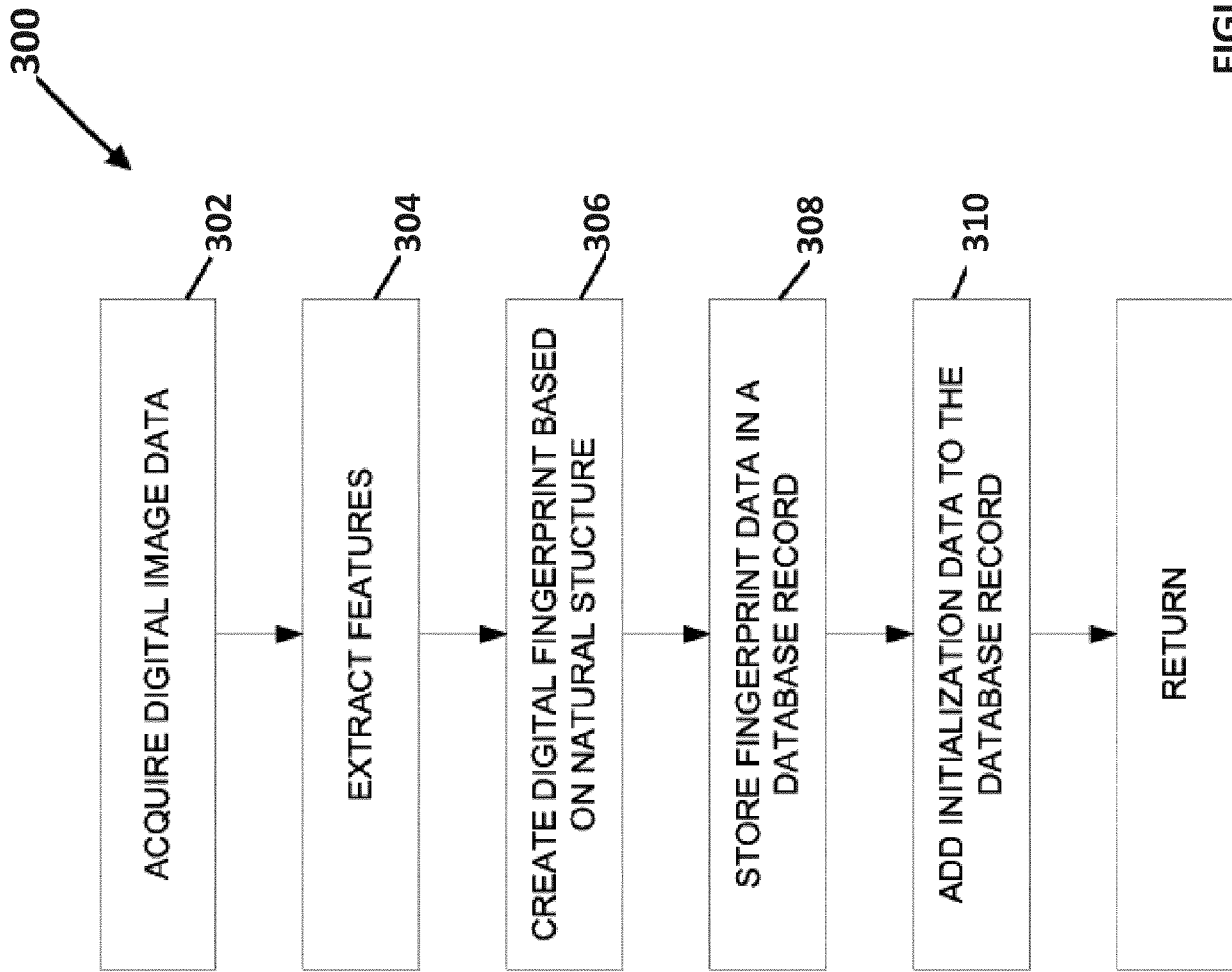 300
302
ACQUIRE DIGITAL IMAGE DATA
304
EXTRACT FEATURES
306
CREATE DIGITAL FINGERPRINT BASED
ON NATURAL STUCTURE
308
STORE FINGERPRINT DATA IN A
DATABASE RECORD
310
ADD INITIALIZATION DATA TO THE
DATABASE RECORD
RETURN